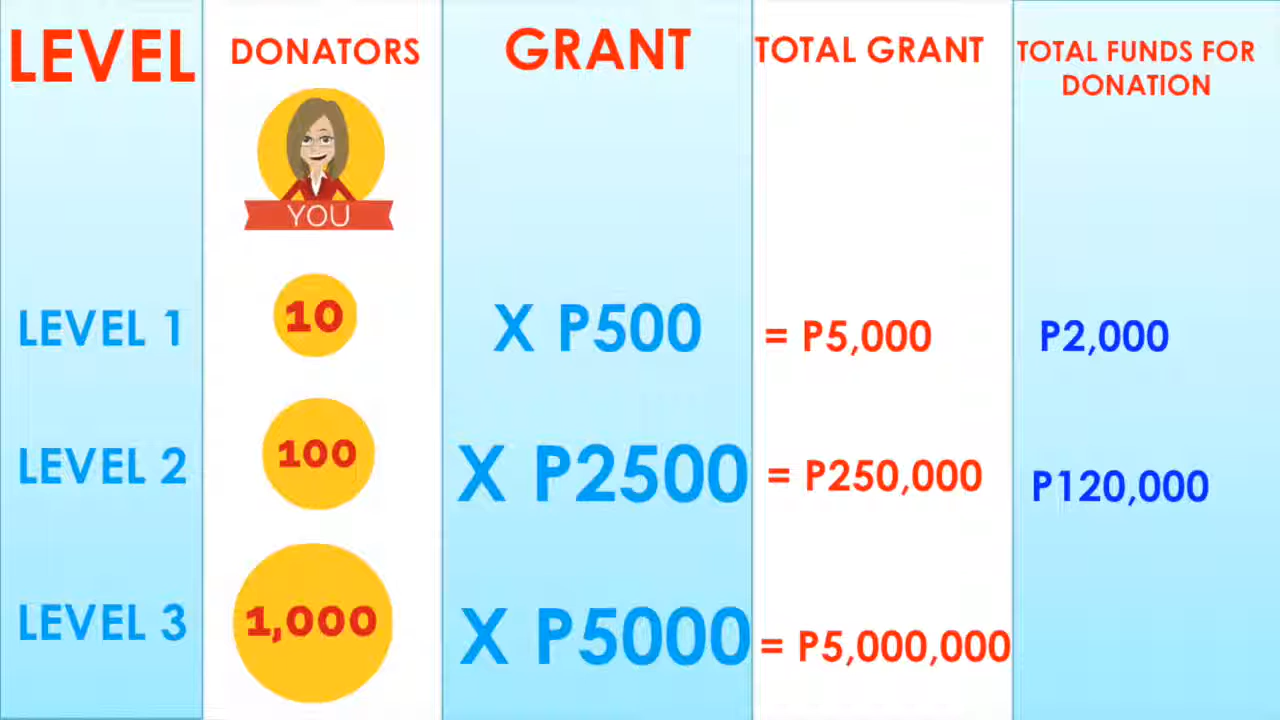 LEVEL DONATORS GRANT TOTAL GRANT TOTAL FUNDS FOR
DONATION
YOU
LEVEL 1 10 X P500 = P5,000 P2,000
LEVEL 2 100 X P2500 = P250,000 P120,000
LEVEL 3 1,000 X P5000 = P5,000,000